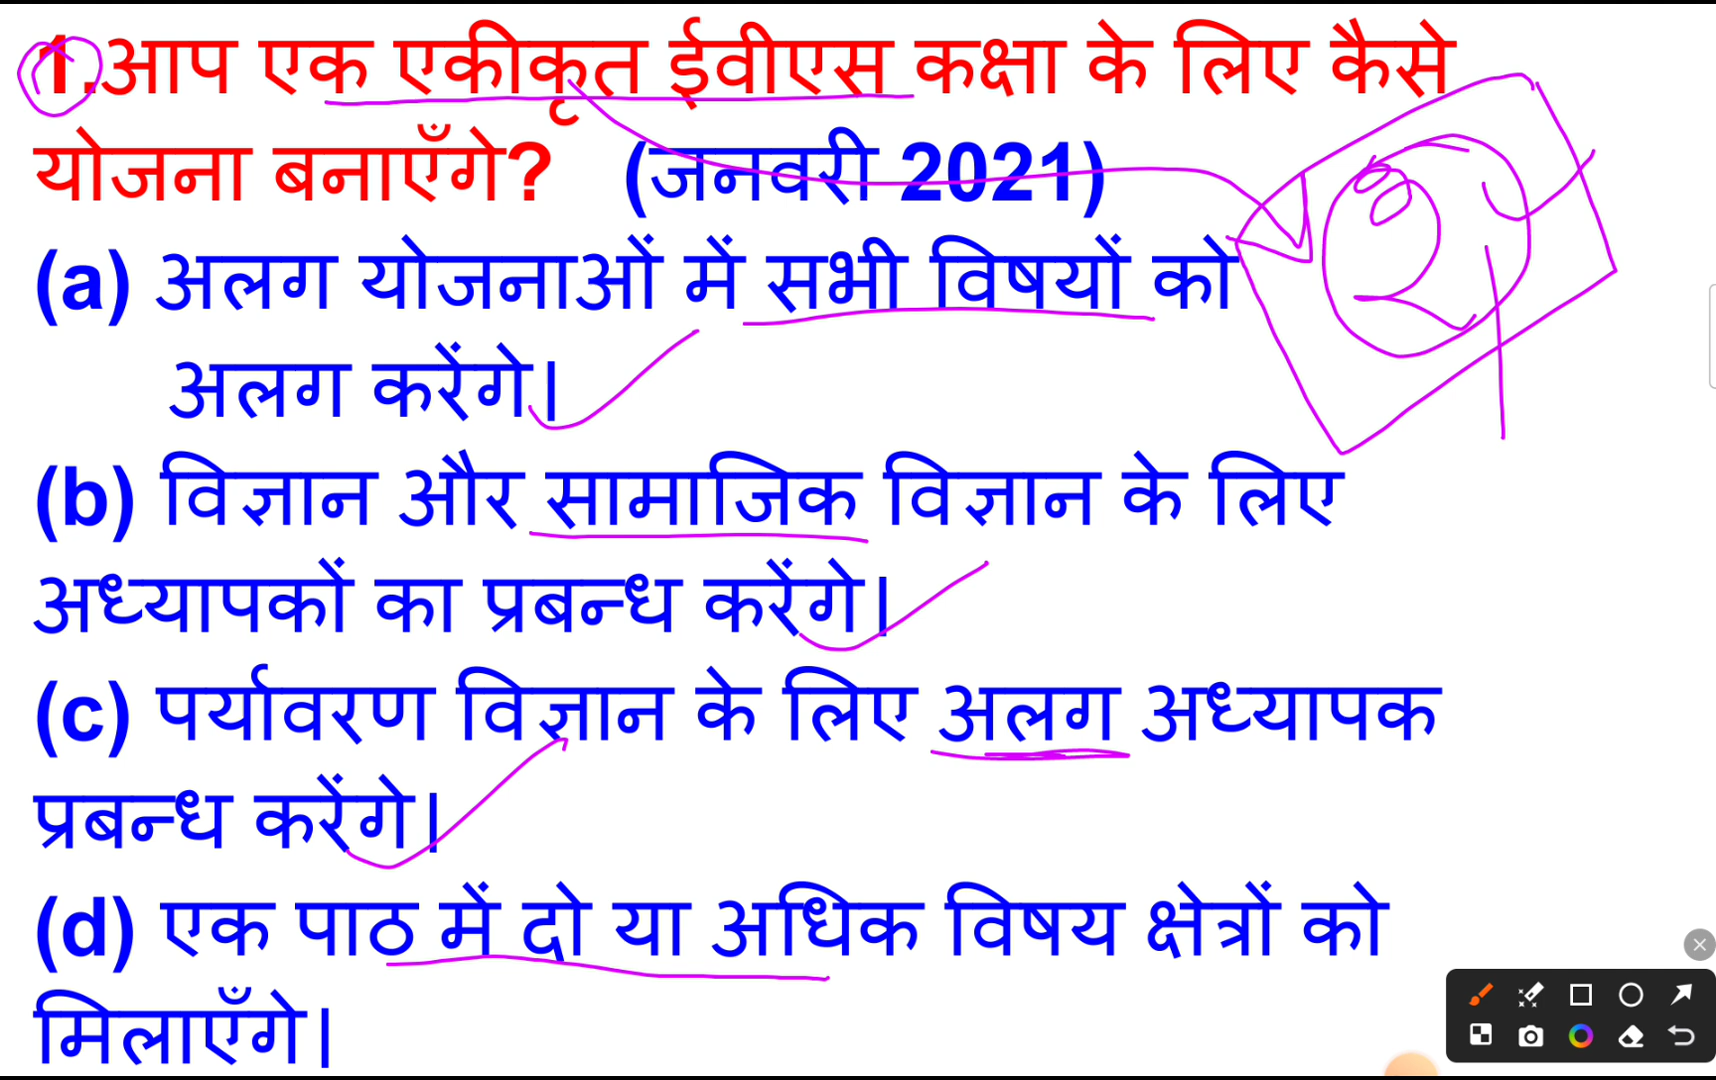 1.आप एक एकीकृत ईवीएस कक्षा के लिए कैसे
योजना बनाएँगे? (जनवरी 2021)
(a) अलग योजनाओं में सभी विषयों को
अलग करेंगे।
(b) विज्ञान और सामाजिक विज्ञान के लिए
अध्यापकों का प्रबन्ध करेंगे।
(c) पर्यावरण विज्ञान के लिए अलग अध्यापक
प्रबन्ध करेंगे।
(d) एक पाठ में दो या अधिक विषय क्षेत्रों को
मिलाएँगे।